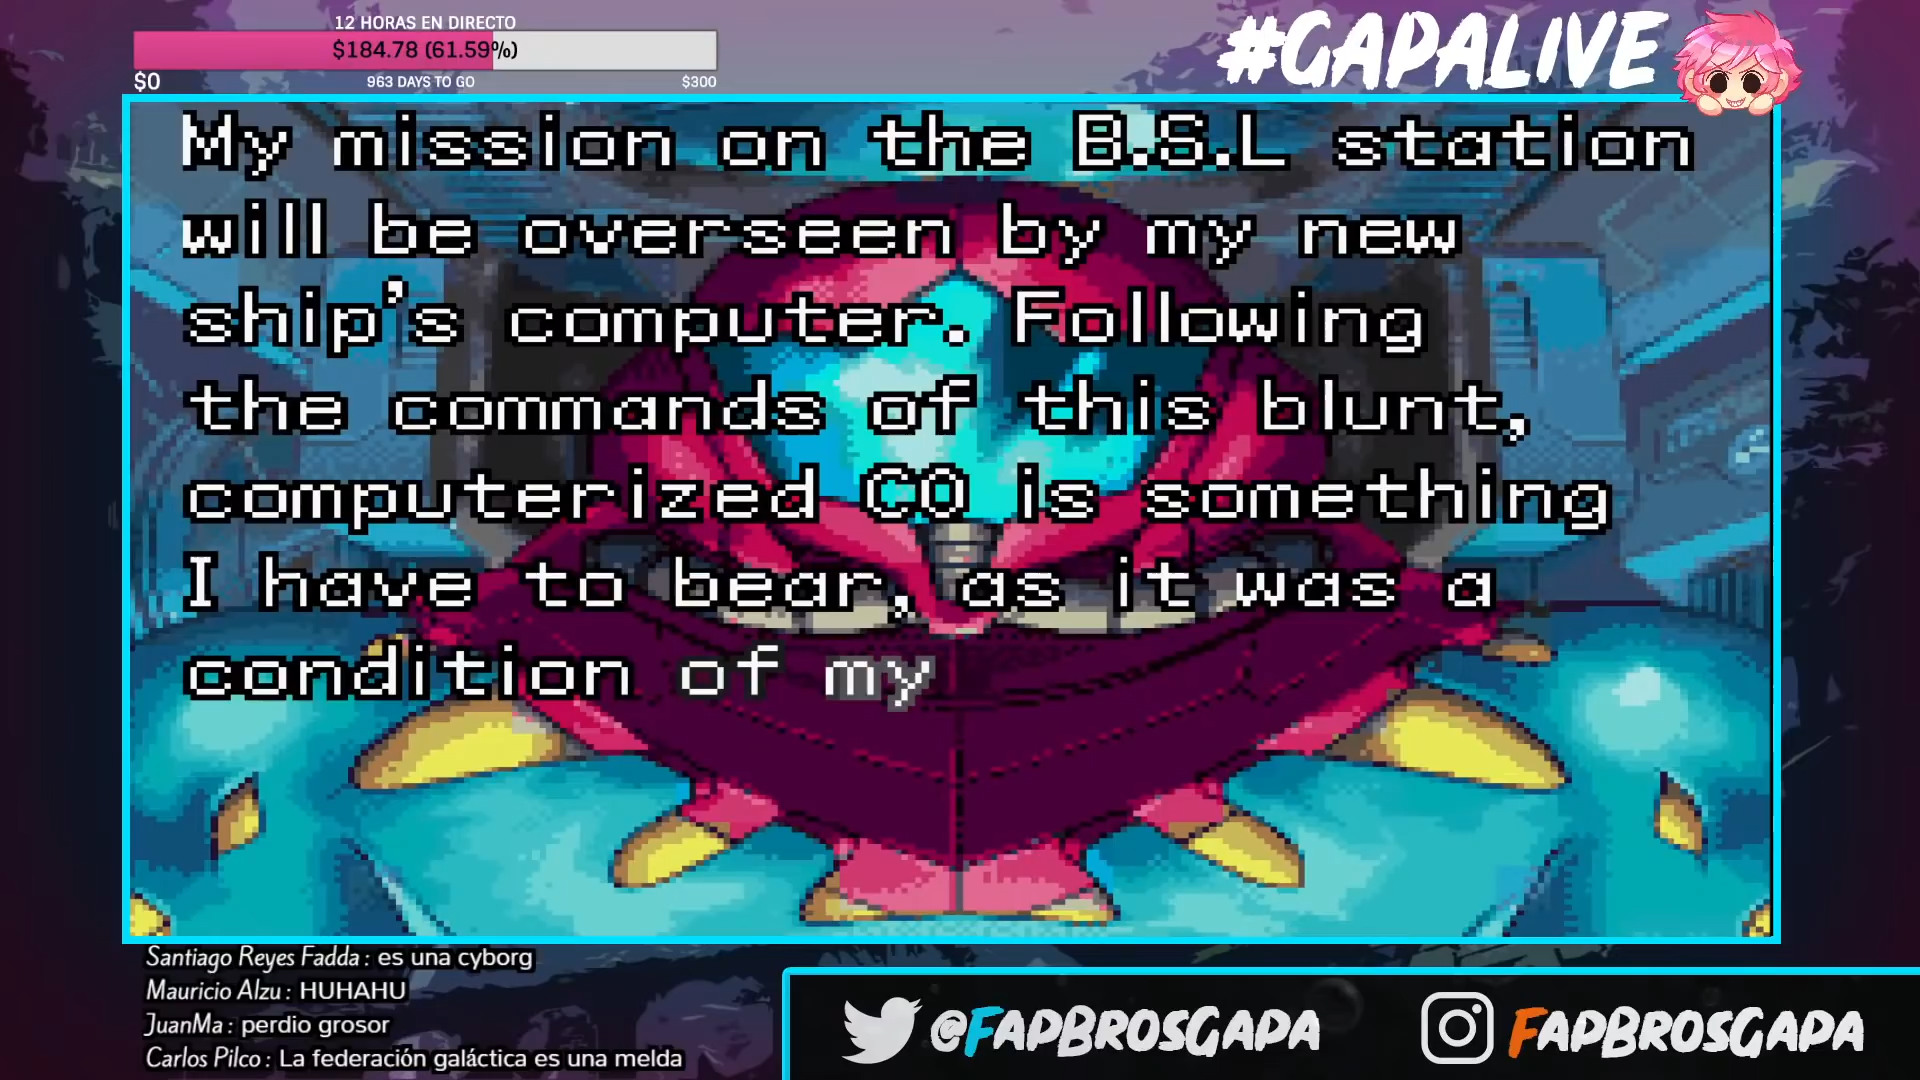 12 HORAS EN DIRECTO
$184.78 (61.59%)
$0
963 DAYS TO GO
$300
#GAPALIVE
My mission on the B.S.L station
will be overseen by my new
ship's computer. Following
the commands of this blunt,
computerized CO is something
I have to bear, as it was a
condition of my
Santiago Reyes Fadda : es una cyborg
Mauricio Alzu : HUHAHU
JuanMa : perdio grosor
Carlos Pilco : La federación galáctica es una melda
@FAPBROSGAPA
FAPBROSGAPA